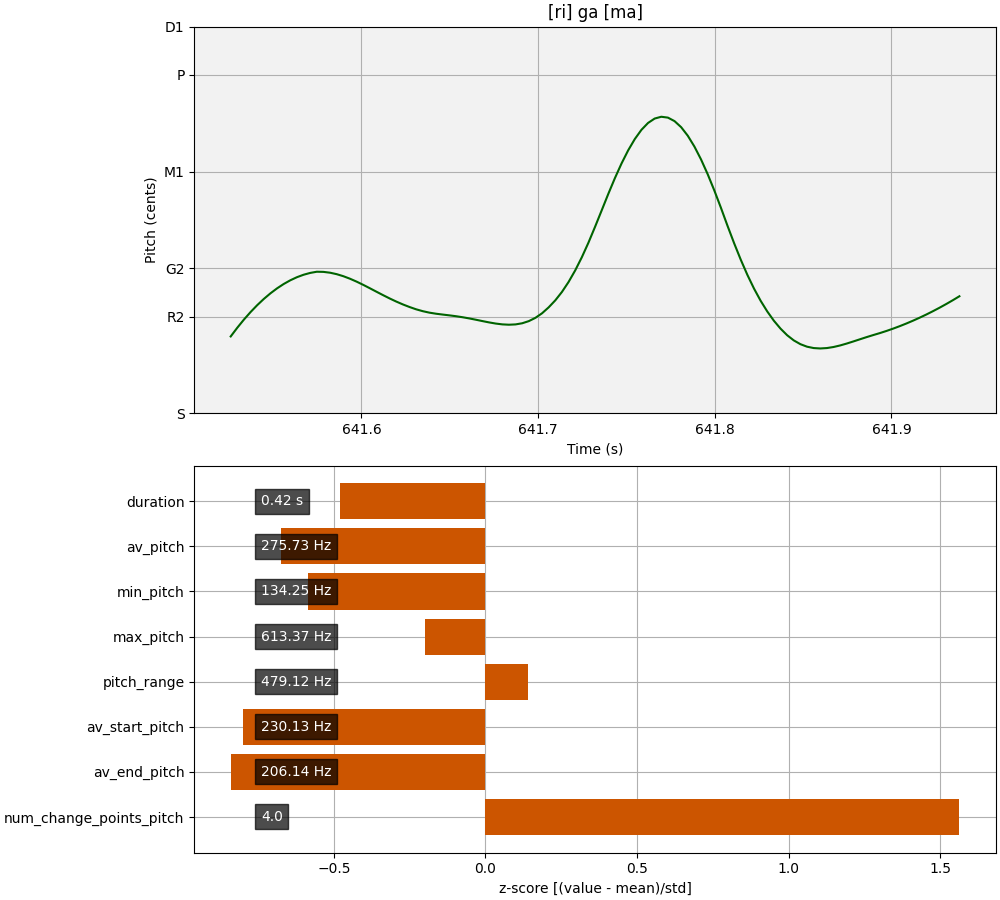 [ri] ga [ma]
D1
P
M1
G2
R2
S
Pitch (cents)
641.6 641.7 641.8 641.9
Time (s)
duration 0.42 s
av_pitch 275.73 Hz
min_pitch 134.25 Hz
max_pitch 613.37 Hz
pitch_range 479.12 Hz
av_start_pitch 230.13 Hz
av_end_pitch 206.14 Hz
num_change_points_pitch 4.0
−0.5 0.0 0.5 1.0 1.5
z-score [(value - mean)/std]